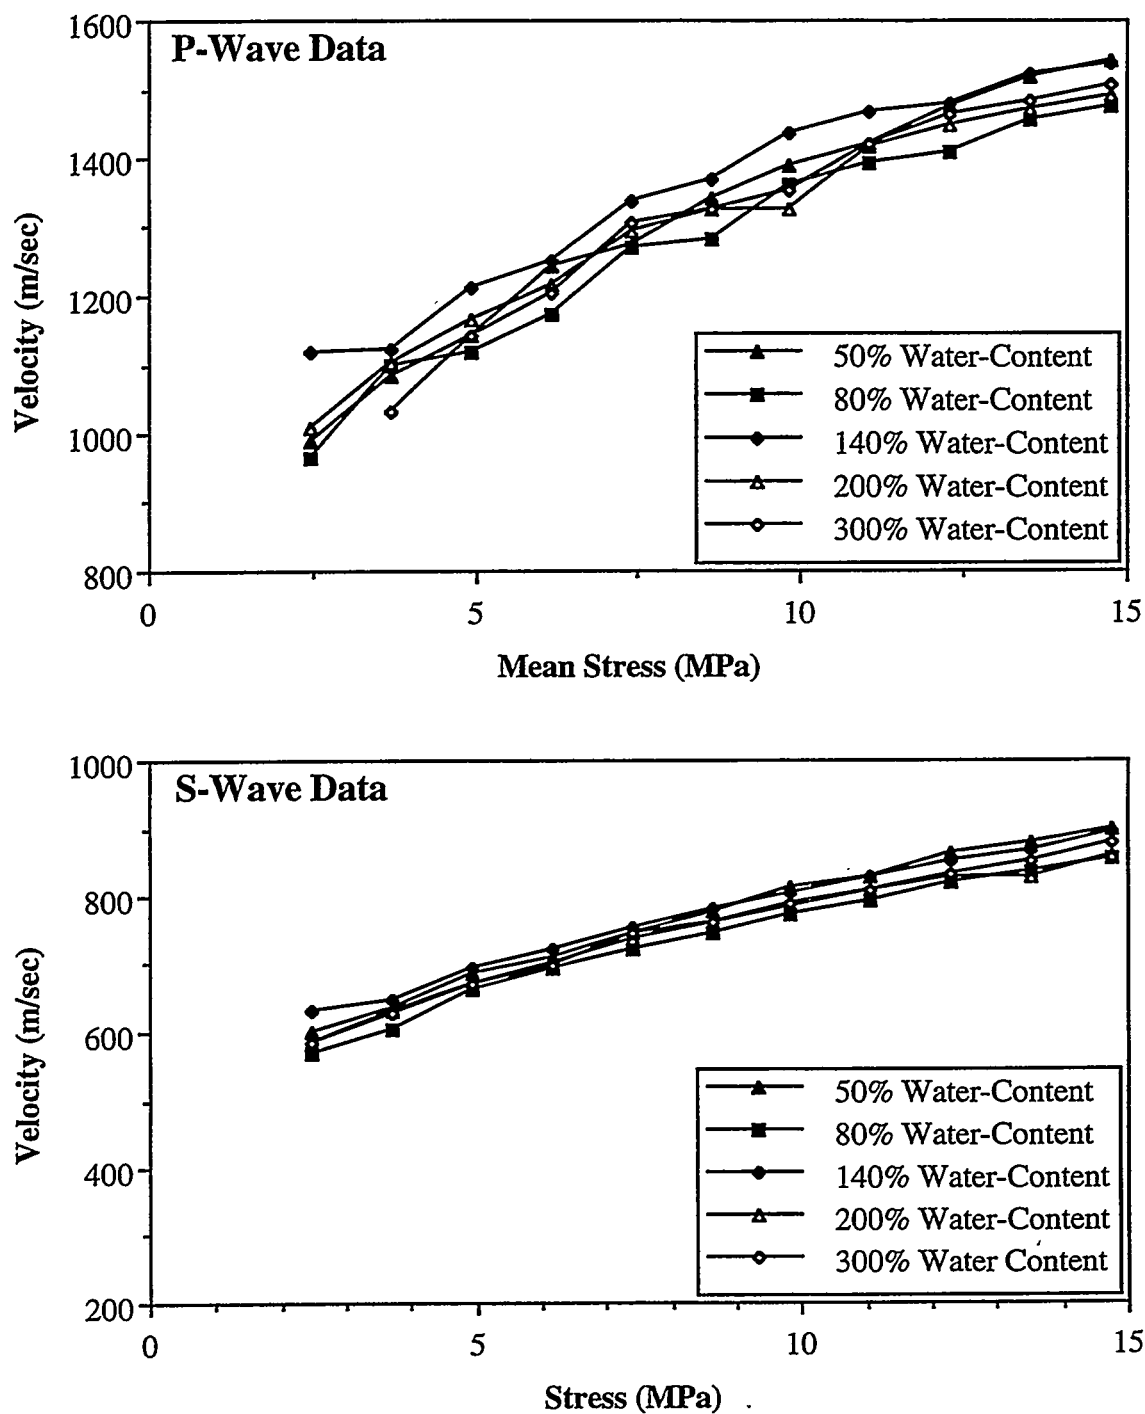 P-Wave Data
1600
1400
1200
1000
800
Velocity (m/sec)
50% Water-Content
80% Water-Content
140% Water-Content
200% Water-Content
300% Water-Content
0 5 10 15
Mean Stress (MPa)
S-Wave Data
1000
800
600
400
200
Velocity (m/sec)
50% Water-Content
80% Water-Content
140% Water-Content
200% Water-Content
300% Water Content
0 5 10 15
Stress (MPa)